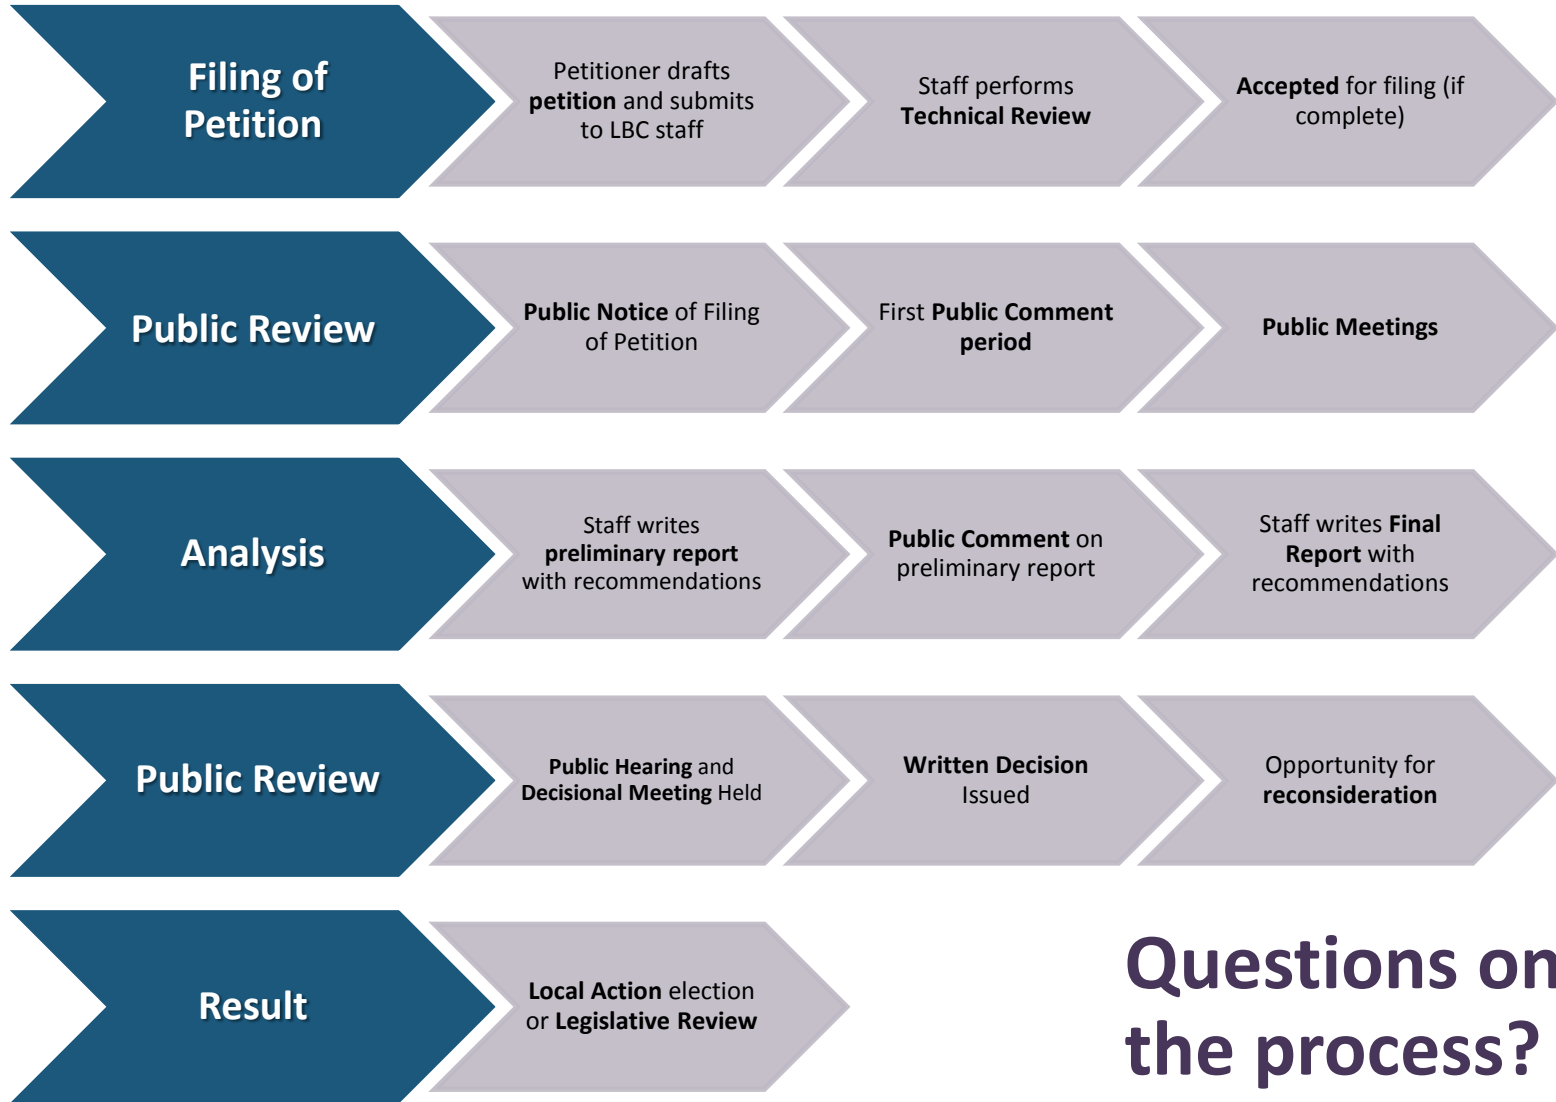 Filing of
Petition
Petitioner drafts
petition and submits
to LBC staff
Staff performs
Technical Review
Accepted for filing (if
complete)
Public Review
Public Notice of Filing
of Petition
First Public Comment
period
Public Meetings
Analysis
Staff writes
preliminary report
with recommendations
Public Comment on
preliminary report
Staff writes Final
Report with
recommendations
Public Review
Public Hearing and
Decisional Meeting Held
Written Decision
Issued
Opportunity for
reconsideration
Result
Local Action election
or Legislative Review
Questions on
the process?